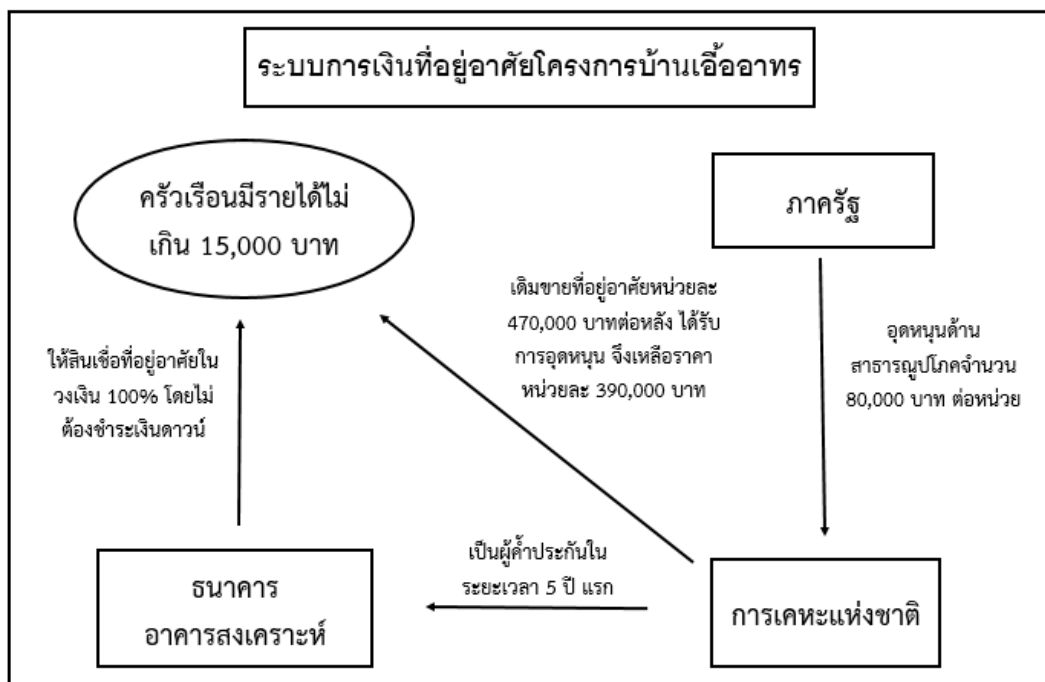 ระบบการเงินที่อยู่อาศัยโครงการบ้านเอื้ออาทร
ครัวเรือนมีรายได้ไม่
เกิน 15,000 บาท
ภาครัฐ
เดิมขายที่อยู่อาศัยหน่วยละ
470,000 บาทต่อหลัง ได้รับ
การอุดหนุน จึงเหลือราคา
หน่วยละ 390,000 บาท
อุดหนุนด้าน
สาธารณูปโภคจำนวน
80,000 บาท ต่อหน่วย
ให้สินเชื่อที่อยู่อาศัยใน
วงเงิน 100% โดยไม่
ต้องชำระเงินดาวน์
เป็นผู้ค้ำประกันใน
ระยะเวลา 5 ปี แรก
ธนาคาร
อาคารสงเคราะห์
การเคหะแห่งชาติ